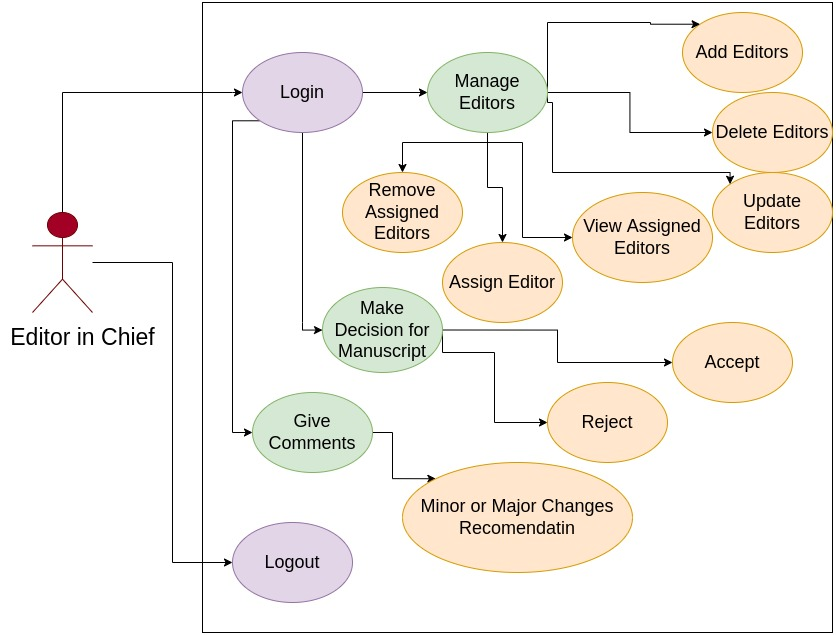 Add Editors
Login
Manage
Editors
Delete Editors
Remove
Assigned
Editors
Update
Editors
View Assigned
Editors
Assign Editor
Editor in Chief
Make
Decision for
Manuscript
Accept
Give
Comments
Reject
Minor or Major Changes
Recomendatin
Logout